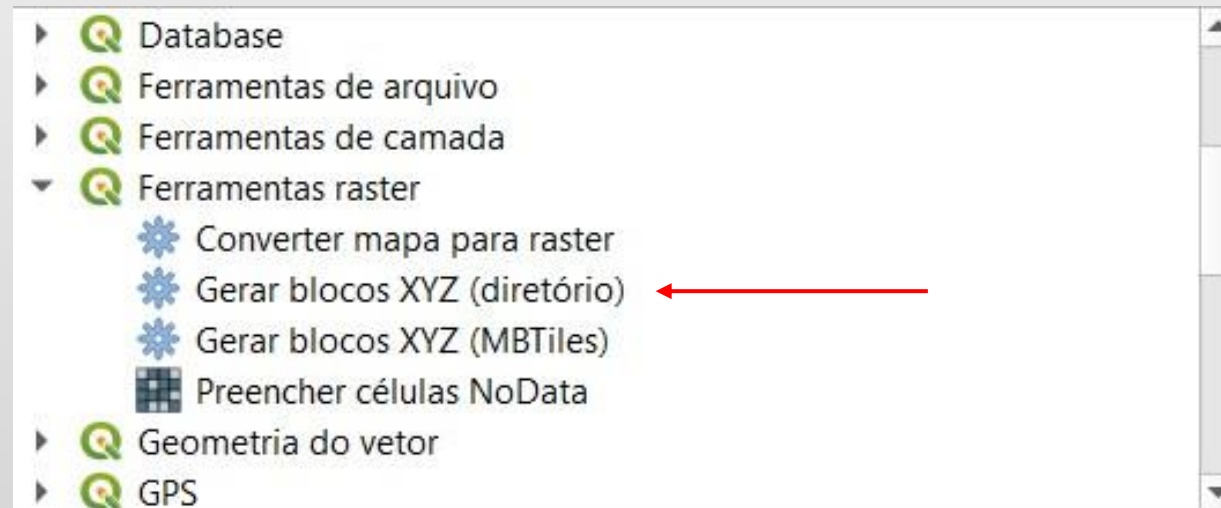 Database
Ferramentas de arquivo
Ferramentas de camada
Ferramentas raster
Converter mapa para raster
Gerar blocos XYZ (diretório)
Gerar blocos XYZ (MBTiles)
Preencher células NoData
Geometria do vetor
GPS